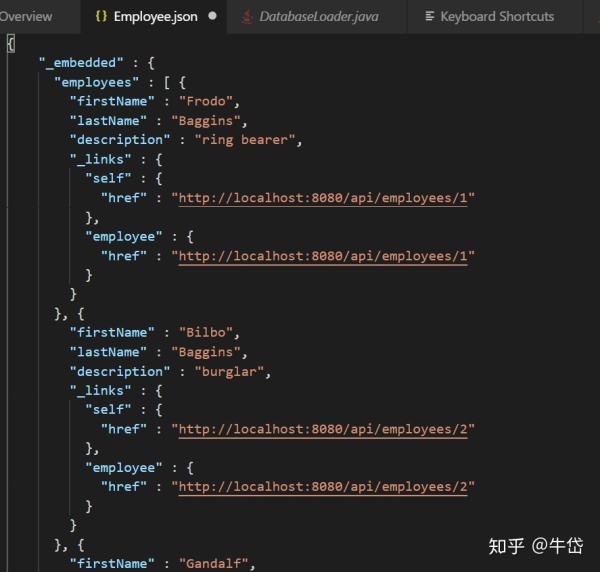 Overview {} Employee.json DatabaseLoader.java Keyboard Shortcuts
{
"_embedded" : {
"employees" : [ {
"firstName" : "Frodo",
"lastName" : "Baggins",
"description" : "ring bearer",
"_links" : {
"self" : {
"href" : "http://localhost:8080/api/employees/1"
},
"employee" : {
"href" : "http://localhost:8080/api/employees/1"
}
}
}, {
"firstName" : "Bilbo",
"lastName" : "Baggins",
"description" : "burglar",
"_links" : {
"self" : {
"href" : "http://localhost:8080/api/employees/2"
},
"employee" : {
"href" : "http://localhost:8080/api/employees/2"
}
}
}, {
"firstName" : "Gandalf",
知乎 @牛岱